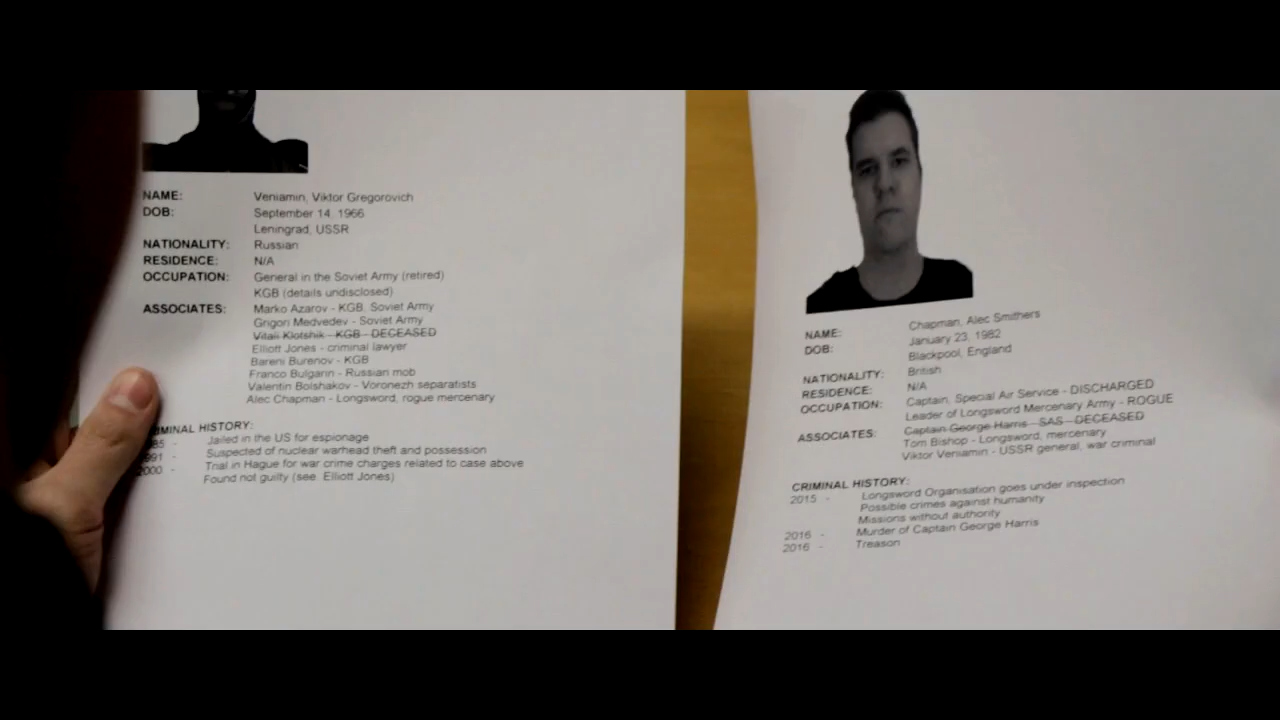 NAME: Veniamin, Viktor Gregorovich
DOB: September 14, 1966
Leningrad, USSR
NATIONALITY: Russian
RESIDENCE: N/A
OCCUPATION: General in the Soviet Army (retired)
KGB (details undisclosed)
ASSOCIATES: Marko Azarov - KGB, Soviet Army
Grigori Medvedev - Soviet Army
Vitali Klotshik - KGB - DECEASED
Elliott Jones - criminal lawyer
Bareni Burenov - KGB
Franco Bulgarin - Russian mob
Valentin Bolshakov - Voronezh separatists
Alec Chapman - Longsword, rogue mercenary
IMINAL HISTORY:
85 - Jailed in the US for espionage
991 - Suspected of nuclear warhead theft and possession
2000 - Trial in Hague for war crime charges related to case above
Found not guilty (see. Elliott Jones)
NAME: Chapman, Alec Smithers
DOB: January 23, 1982
Blackpool, England
NATIONALITY: British
RESIDENCE: N/A
OCCUPATION: Captain, Special Air Service - DISCHARGED
Leader of Longsword Mercenary Army - ROGUE
ASSOCIATES: Captain George Harris - SAS - DECEASED
Tom Bishop - Longsword, mercenary
Viktor Veniamin - USSR general, war criminal
CRIMINAL HISTORY:
2015 - Longsword Organisation goes under inspection
Possible crimes against humanity
Missions without authority
2016 - Murder of Captain George Harris
2016 - Treason